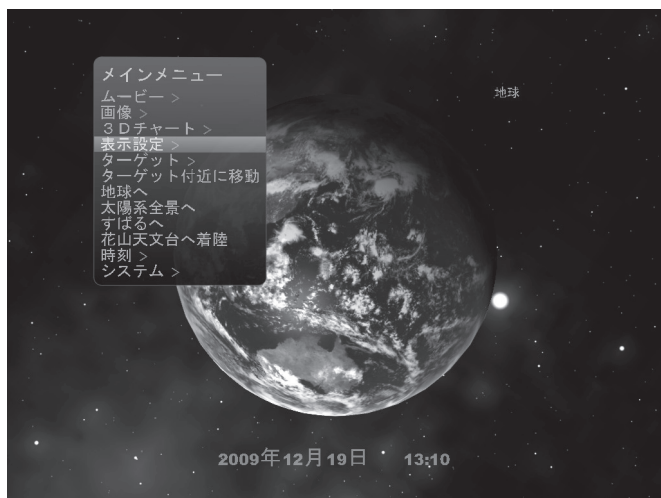 メインメニュー
ムービー >
画像 >
3Dチャート >
表示設定 >
ターゲット >
ターゲット付近に移動
地球へ
太陽系全景へ
すばるへ
花山天文台へ着陸
時刻 >
システム >
地球
2009年12月19日 13:10